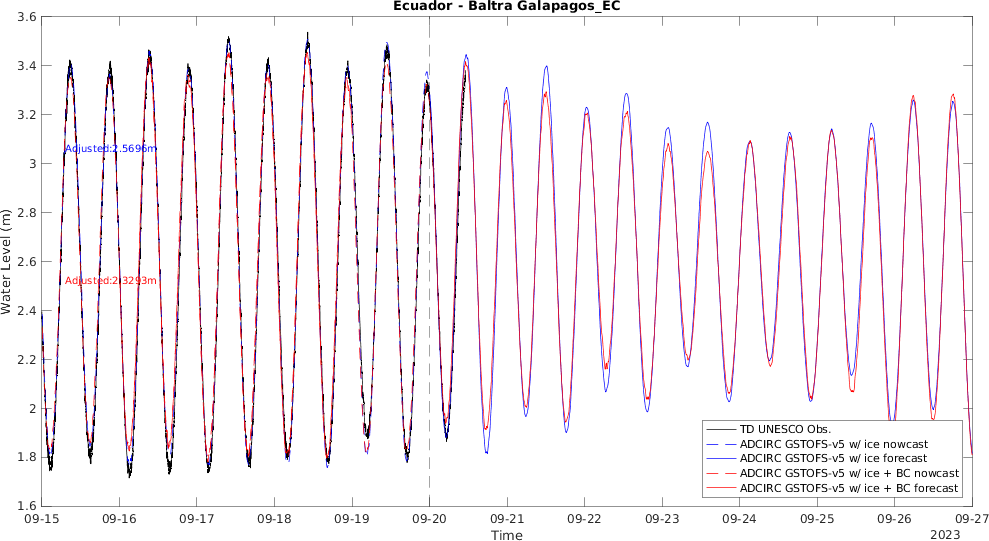 Ecuador - Baltra Galapagos_EC
3.6
3.4
3.2
3
2.8
2.6
2.4
2.2
2
1.8
1.6
Water Level (m)
Adjusted:2.5696m
Adjusted:2.3293m
TD UNESCO Obs.
ADCIRC GSTOFS-v5 w/ ice nowcast
ADCIRC GSTOFS-v5 w/ ice forecast
ADCIRC GSTOFS-v5 w/ ice + BC nowcast
ADCIRC GSTOFS-v5 w/ ice + BC forecast
09-15 09-16 09-17 09-18 09-19 09-20 09-21 09-22 09-23 09-24 09-25 09-26 09-27
Time
2023